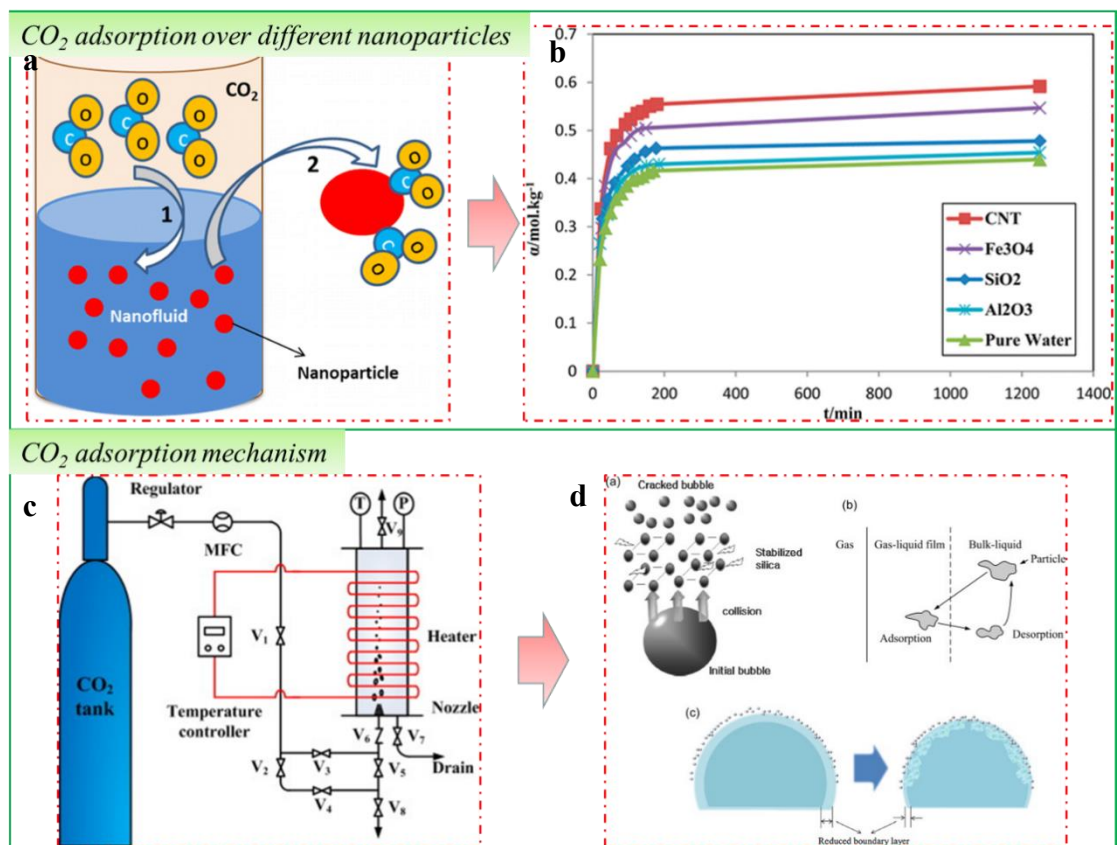 CO₂ adsorption over different nanoparticles
a
CO₂
O
O
O
O
O
O
C
C
C
1
2
C
O
O
C
O
O
Nanofluid
Nanoparticle
b
0.7
0.6
0.5
0.4
0.3
0.2
0.1
0
α/mol.kg⁻¹
CNT
Fe3O4
SiO2
Al2O3
Pure Water
0
200
400
600
800
1000
1200
1400
t/min
CO₂ adsorption mechanism
c
Regulator
MFC
T
P
V₉
V₁
Heater
CO₂
tank
Temperature
controller
Nozzle
V₆
V₇
Drain
V₂
V₃
V₅
V₄
V₈
d
(a)
Cracked bubble
Stabilized
silica
collision
Initial bubble
(b)
Gas
Gas-liquid film
Bulk-liquid
Particle
Adsorption
Desorption
(c)
Reduced boundary layer